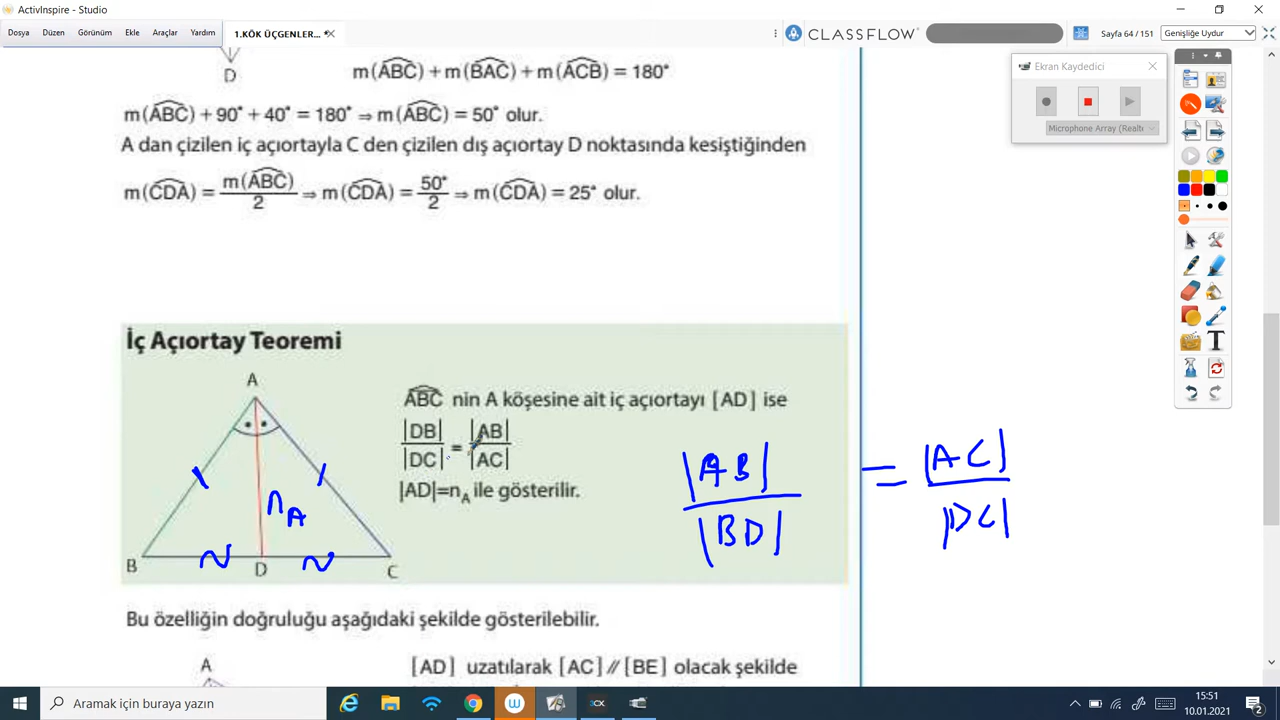 ActivInspire - Studio
Dosya Düzen Görünüm Ekle Araçlar Yardım
1.KÖK ÜÇGENLER...
CLASSFLOW
Sayfa 64 / 151
Genişliğe Uydur
Ekran Kaydedici
Microphone Array (Realte
D
m(ABC) + m(BAC) + m(ACB) = 180°
m(ABC) + 90° + 40° = 180° ⇒ m(ABC) = 50° olur.
A dan çizilen iç açıortayla C den çizilen dış açıortay D noktasında kesiştiğinden
m(CDA) = m(ABC)/2 ⇒ m(CDA) = 50°/2 ⇒ m(CDA) = 25° olur.
İç Açıortay Teoremi
A
ABC nin A köşesine ait iç açıortayı [AD] ise
|DB|/|DC| = |AB|/|AC|
|AD|=nA ile gösterilir.
nA
B D C
|AB|/|BD| = |AC|/|DC|
Bu özelliğin doğruluğu aşağıdaki şekilde gösterilebilir.
A
[AD] uzatılarak [AC] // [BE] olacak şekilde
T
Aramak için buraya yazın
15:51
10.01.2021
2